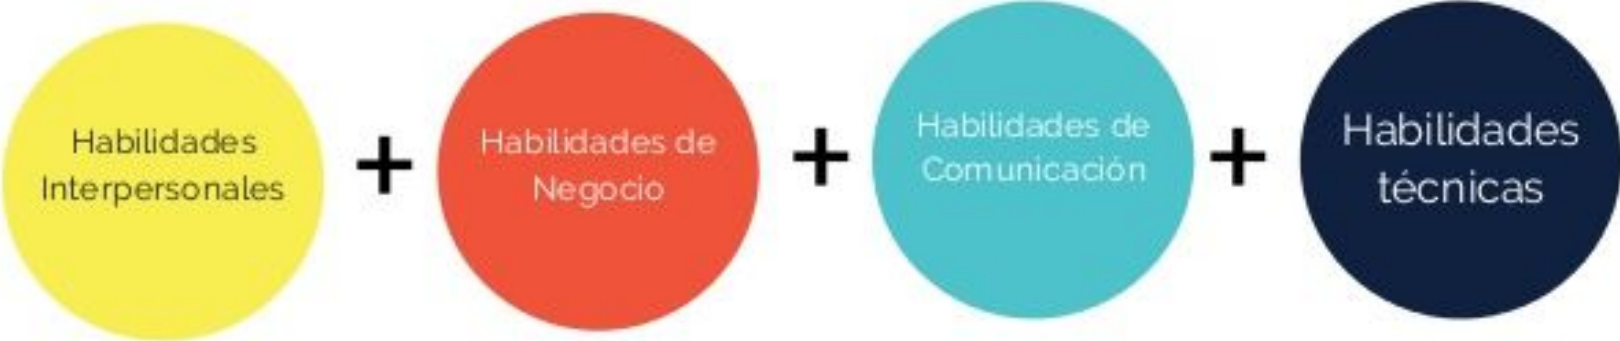 Habilidades
Interpersonales
+
Habilidades de
Negocio
+
Habilidades de
Comunicación
+
Habilidades
técnicas